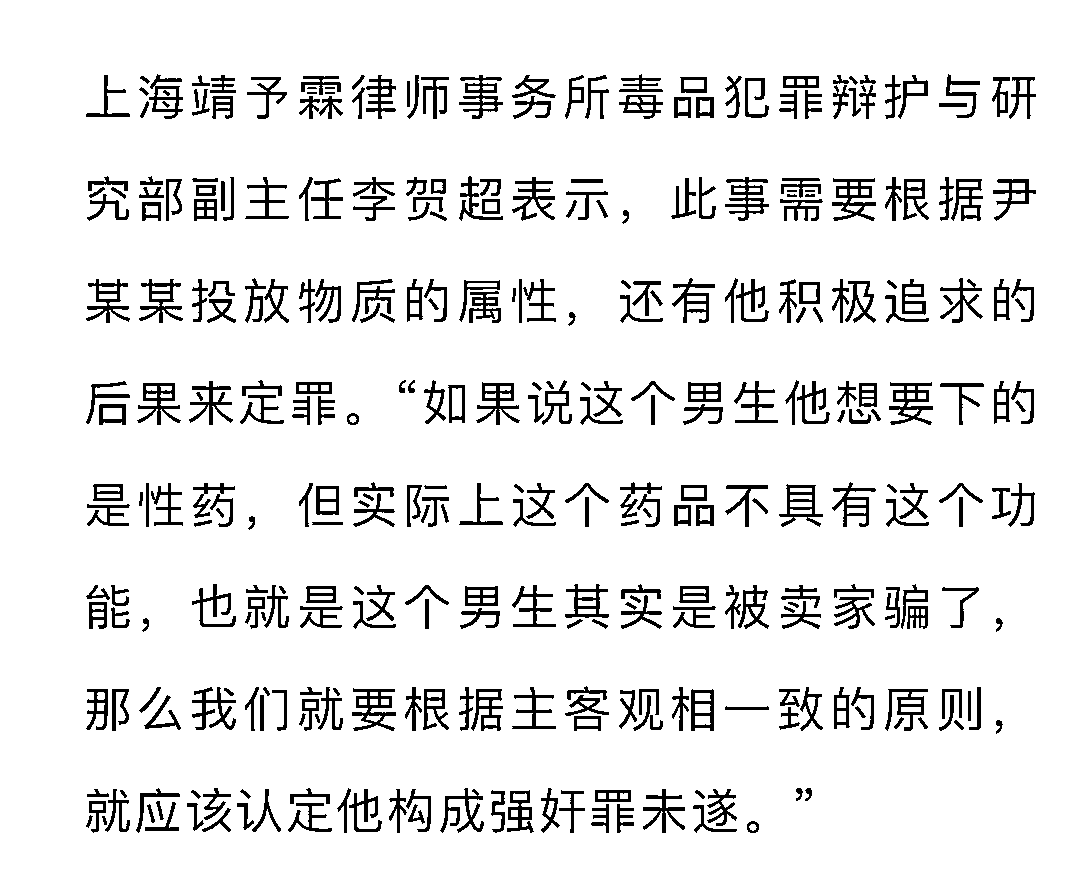 上海靖予霖律师事务所毒品犯罪辩护与研
究部副主任李贺超表示，此事需要根据尹
某某投放物质的属性，还有他积极追求的
后果来定罪。“如果说这个男生他想要下的
是性药，但实际上这个药品不具有这个功
能，也就是这个男生其实是被卖家骗了，
那么我们就要根据主客观相一致的原则，
就应该认定他构成强奸罪未遂。”